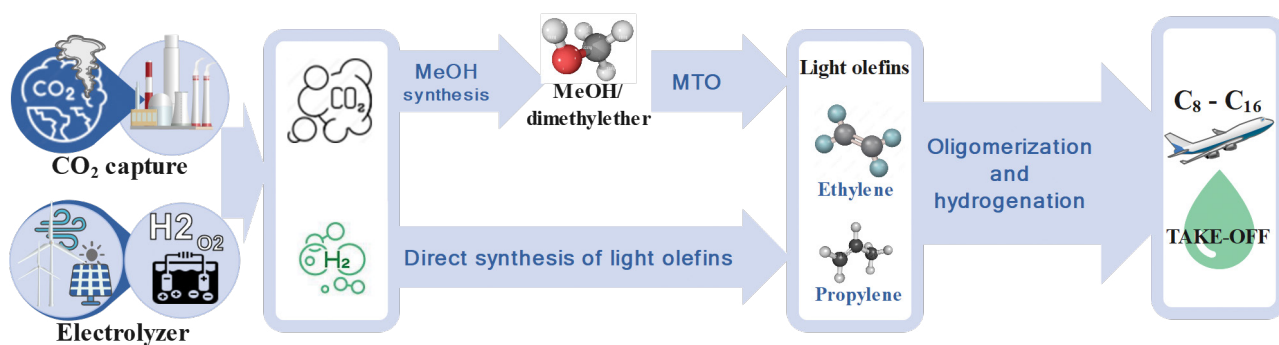 CO₂
CO₂ capture
H2
O2
Electrolyzer
CO₂
H₂
MeOH
synthesis
MeOH/
dimethylether
MTO
Direct synthesis of light olefins
Light olefins
Ethylene
Propylene
Oligomerization
and
hydrogenation
C₈ - C₁₆
TAKE-OFF